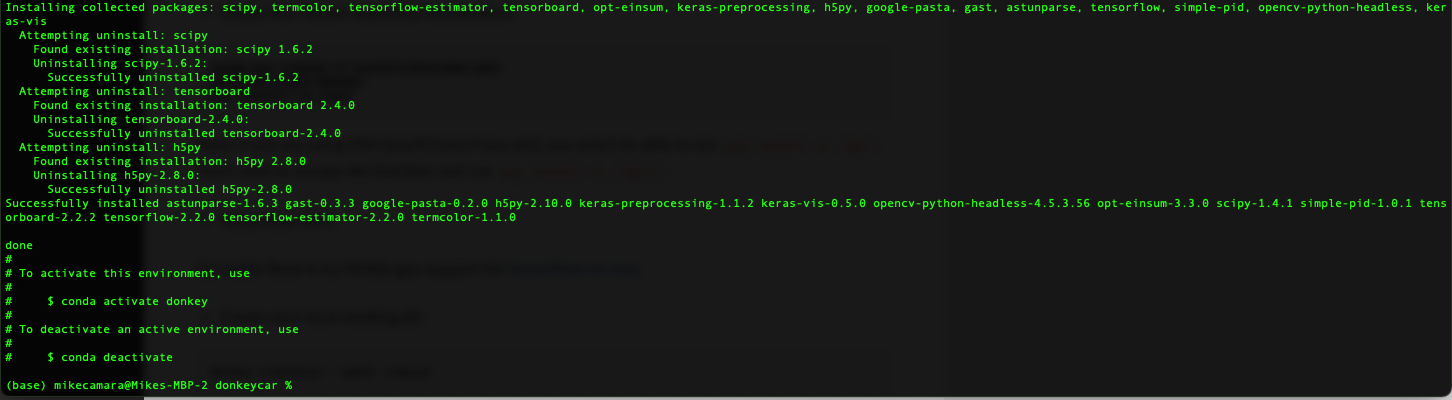 Installing collected packages: scipy, termcolor, tensorflow-estimator, tensorboard, opt-einsum, keras-preprocessing, h5py, google-pasta, gast, astunparse, tensorflow, simple-pid, opencv-python-headless, ker
as-vis
  Attempting uninstall: scipy
    Found existing installation: scipy 1.6.2
    Uninstalling scipy-1.6.2:
      Successfully uninstalled scipy-1.6.2
  Attempting uninstall: tensorboard
    Found existing installation: tensorboard 2.4.0
    Uninstalling tensorboard-2.4.0:
      Successfully uninstalled tensorboard-2.4.0
  Attempting uninstall: h5py
    Found existing installation: h5py 2.8.0
    Uninstalling h5py-2.8.0:
      Successfully uninstalled h5py-2.8.0
Successfully installed astunparse-1.6.3 gast-0.3.3 google-pasta-0.2.0 h5py-2.10.0 keras-preprocessing-1.1.2 keras-vis-0.5.0 opencv-python-headless-4.5.3.56 opt-einsum-3.3.0 scipy-1.4.1 simple-pid-1.0.1 tens
orboard-2.2.2 tensorflow-2.2.0 tensorflow-estimator-2.2.0 termcolor-1.1.0

done
#
# To activate this environment, use
#
#     $ conda activate donkey
#
# To deactivate an active environment, use
#
#     $ conda deactivate

(base) mikecamara@Mikes-MBP-2 donkeycar %